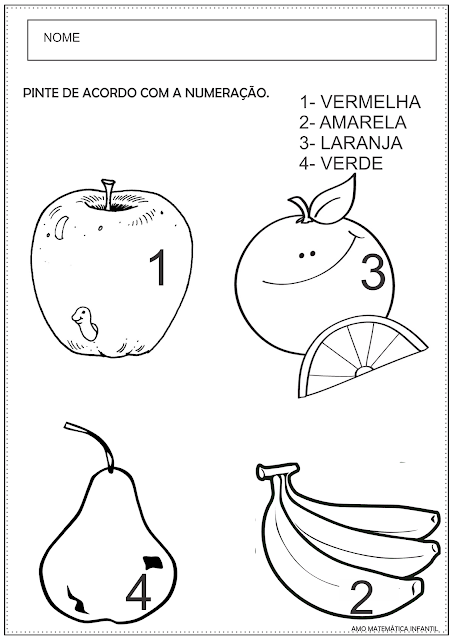 NOME
PINTE DE ACORDO COM A NUMERAÇÃO.
1- VERMELHA
2- AMARELA
3- LARANJA
4- VERDE
1
3
4
2
AMO MATEMÁTICA INFANTIL